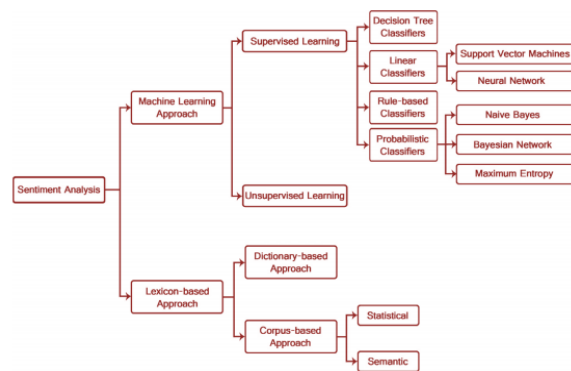 Sentiment Analysis
Machine Learning
Approach
Lexicon-based
Approach
Supervised Learning
Unsupervised Learning
Dictionary-based
Approach
Corpus-based
Approach
Decision Tree
Classifiers
Linear
Classifiers
Rule-based
Classifiers
Probabilistic
Classifiers
Statistical
Semantic
Support Vector Machines
Neural Network
Naive Bayes
Bayesian Network
Maximum Entropy